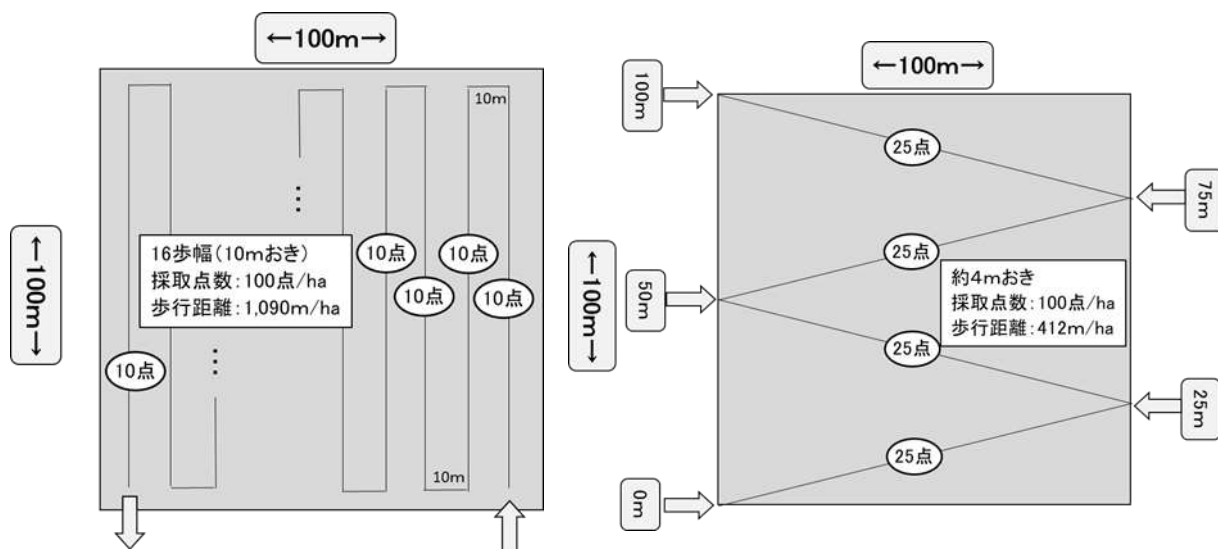 ←100m→
10m
⋮
16歩幅(10mおき)
採取点数:100点/ha
歩行距離:1,090m/ha
←100m→
10点
10点
10点
10点
10点
⋮
10m
←100m→
100m
25点
75m
25点
約4mおき
採取点数:100点/ha
歩行距離:412m/ha
←100m→
50m
25点
25m
25点
0m